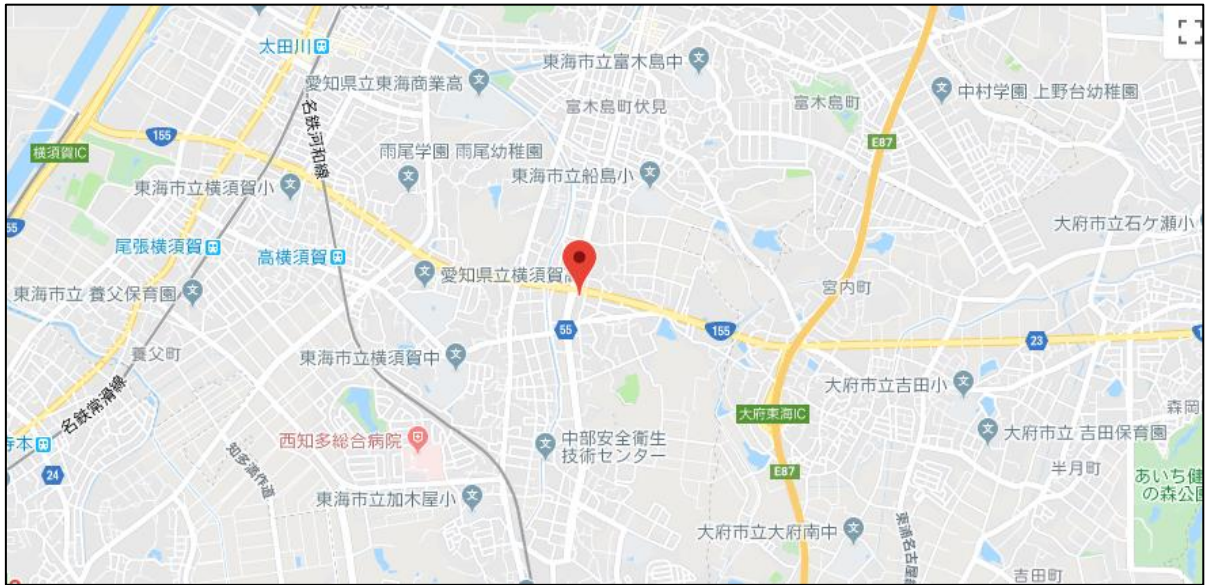 太田川
東海市立富木島中
愛知県立東海商業高
中村学園 上野台幼稚園
富木島町伏見
富木島町
名鉄河和線
155
E87
横須賀IC
雨尾学園 雨尾幼稚園
東海市立船島小
東海市立横須賀小
55
大府市立石ケ瀬小
尾張横須賀
高横須賀
愛知県立横須賀高
東海市立 養父保育園
宮内町
55
155
23
養父町
東海市立横須賀中
大府市立吉田小
名鉄常滑線
大府東海IC
森岡
西知多総合病院
中部安全衛生
技術センター
大府市立 吉田保育園
寺本
24
知多満作道
E87
半月町
あいち健
の森公
東海市立加木屋小
大府市立大府南中
吉田町